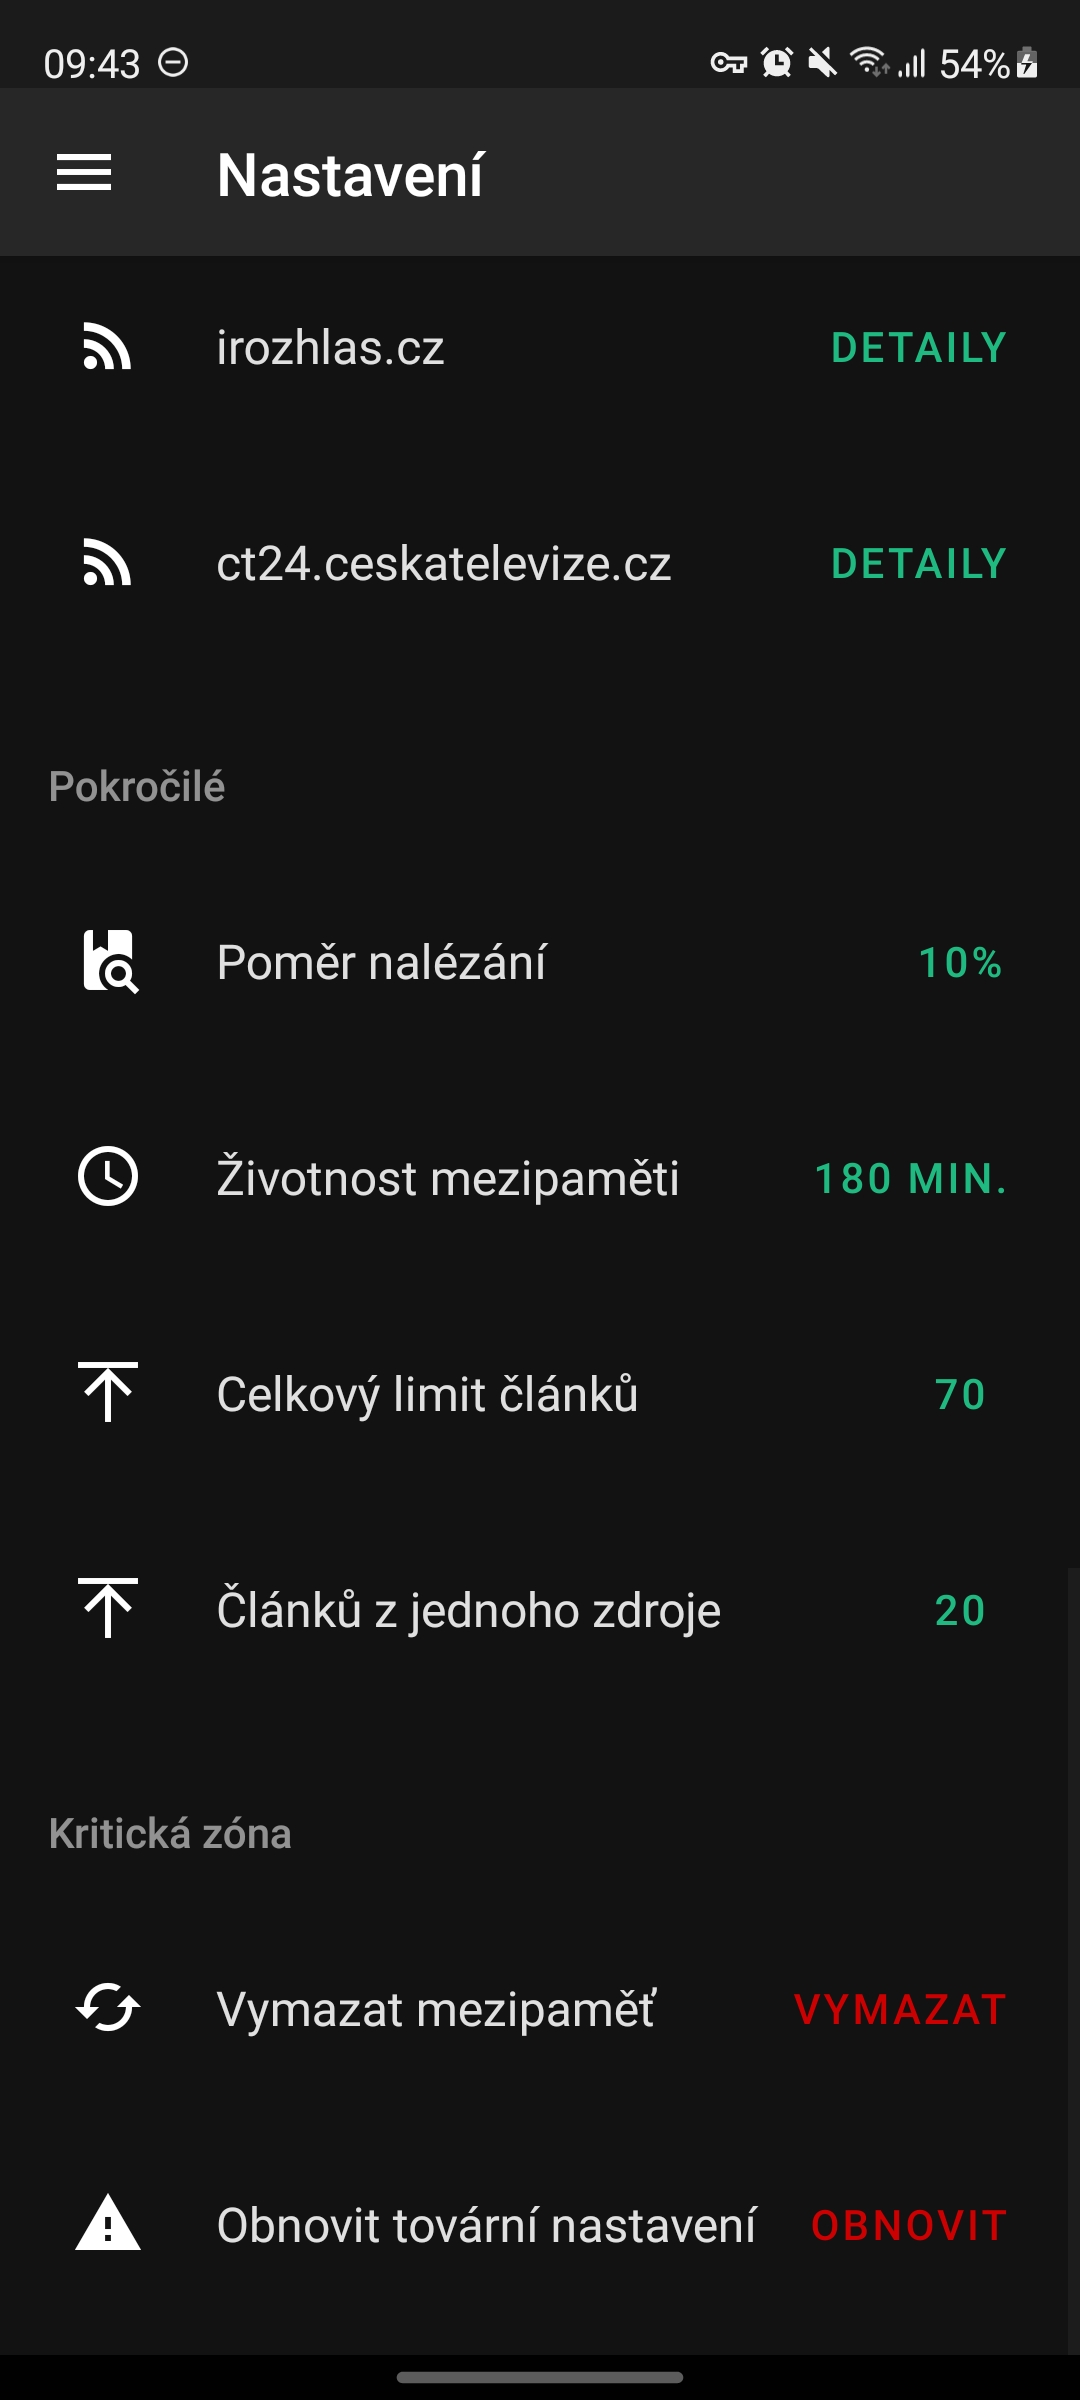 09:43 54%
Nastavení
irozhlas.cz DETAILY
ct24.ceskatelevize.cz DETAILY
Pokročilé
Poměr nalézání 10%
Životnost mezipaměti 180 MIN.
Celkový limit článků 70
Článků z jednoho zdroje 20
Kritická zóna
Vymazat mezipaměť VYMAZAT
Obnovit tovární nastavení OBNOVIT